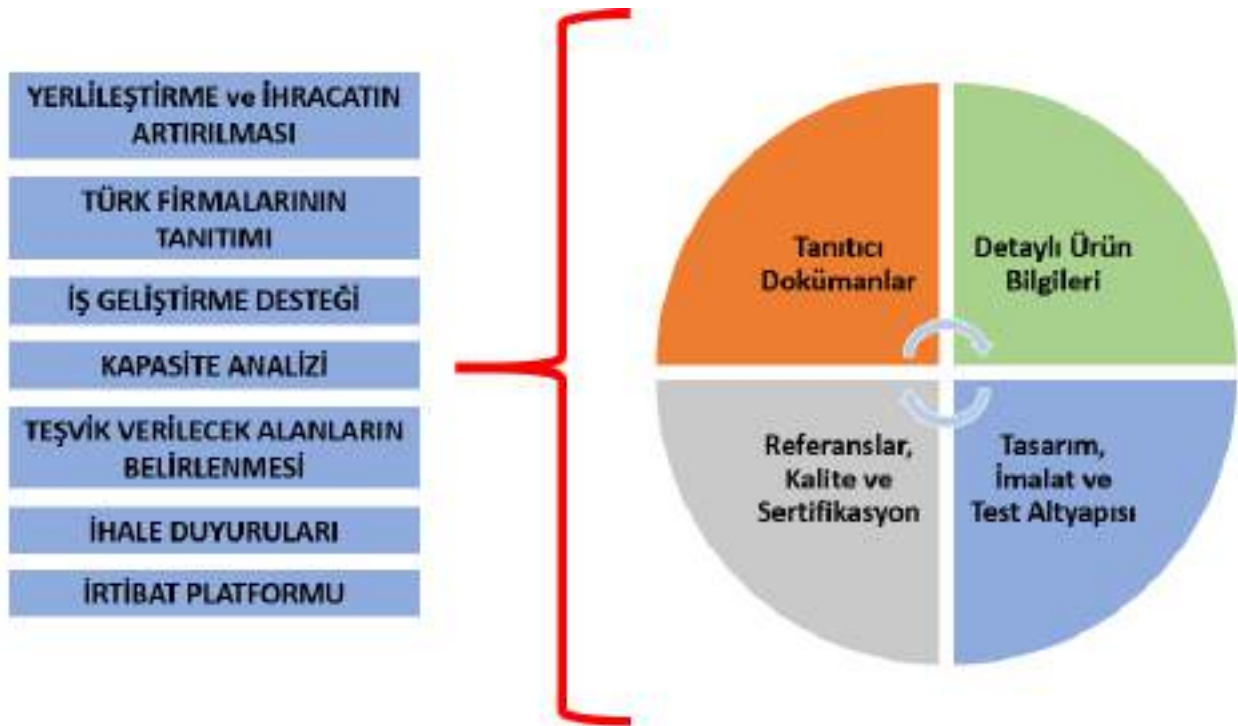 YERLİLEŞTİRME ve İHRACATIN
ARTIRILMASI
TÜRK FİRMALARININ
TANITIMI
İŞ GELİŞTİRME DESTEĞİ
KAPASİTE ANALİZİ
TEŞVİK VERİLECEK ALANLARIN
BELİRLENMESİ
İHALE DUYURULARI
İRTİBAT PLATFORMU
Tanıtıcı
Dokümanlar
Detaylı Ürün
Bilgileri
Referanslar,
Kalite ve
Sertifikasyon
Tasarım,
İmalat ve
Test Altyapısı